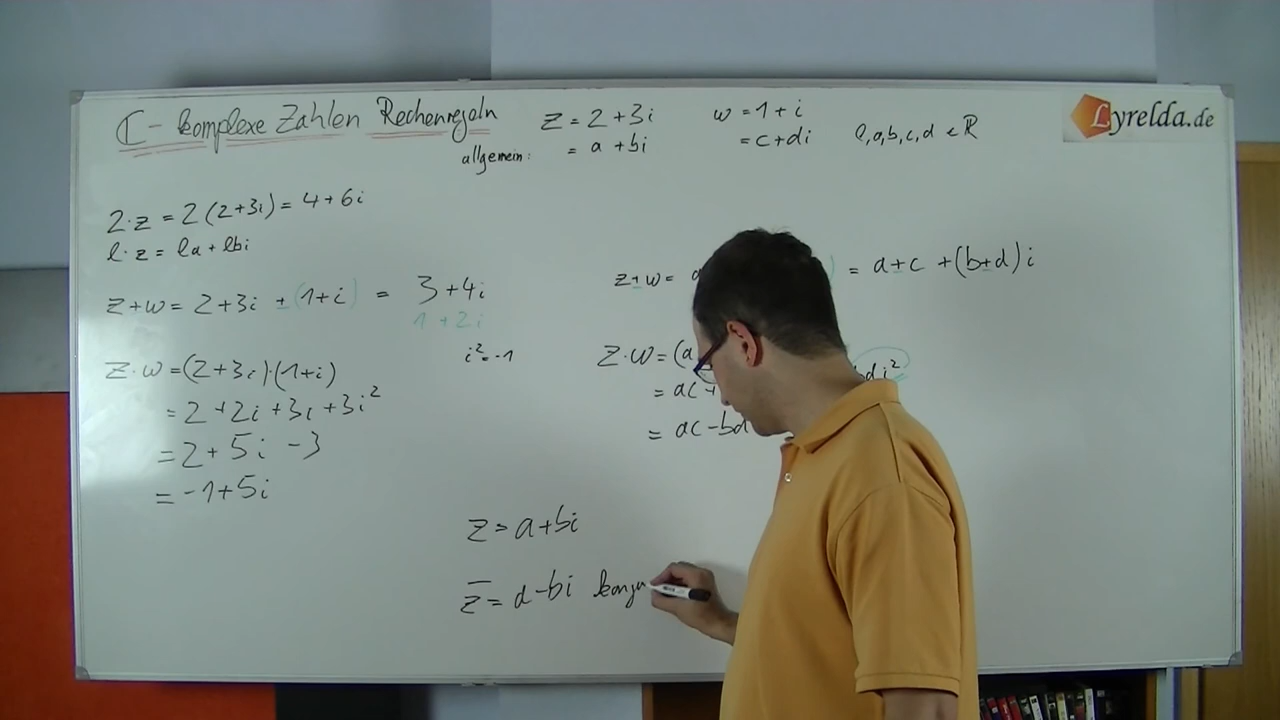 ℂ - komplexe Zahlen Rechenregeln
z = 2 + 3i
w = 1 + i
Lyrelda.de
allgemein:
= a + bi
= c + di
l, a, b, c, d ∈ ℝ
2·z = 2(2+3i) = 4 + 6i
l·z = la + lbi
z+w = 2+3i + (1+i) = 3+4i
1 + 2i
z+w =
= a+c + (b+d)i
i² = -1
z·w = (2+3i)·(1+i)
= 2 + 2i + 3i + 3i²
= 2 + 5i - 3
= -1 + 5i
z·w = (a
di²
= ac +
= ac - bd
z = a + bi
z̄ = a - bi